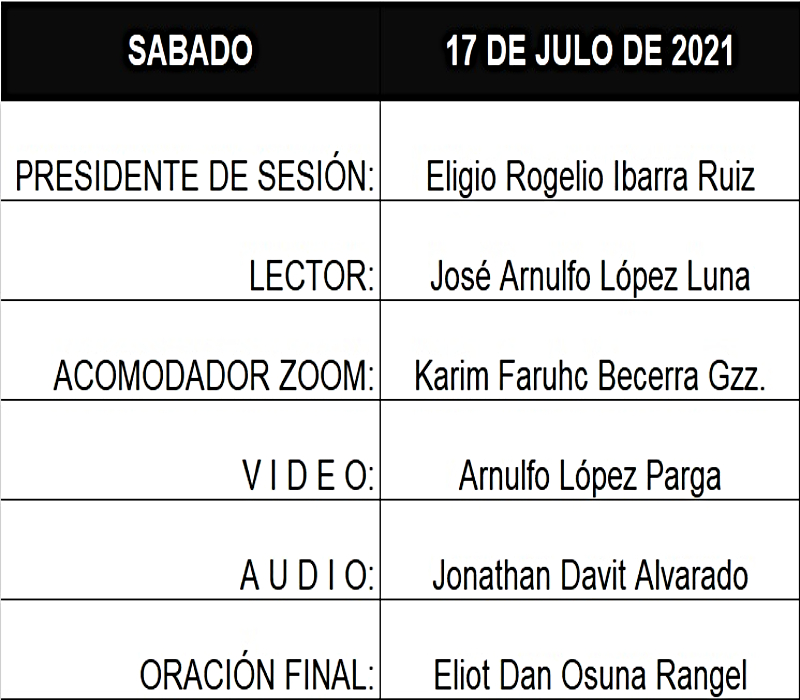 SABADO 17 DE JULO DE 2021
PRESIDENTE DE SESIÓN: Eligio Rogelio Ibarra Ruiz
LECTOR: José Arnulfo López Luna
ACOMODADOR ZOOM: Karim Faruhc Becerra Gzz.
V I D E O: Arnulfo López Parga
A U D I O: Jonathan Davit Alvarado
ORACIÓN FINAL: Eliot Dan Osuna Rangel